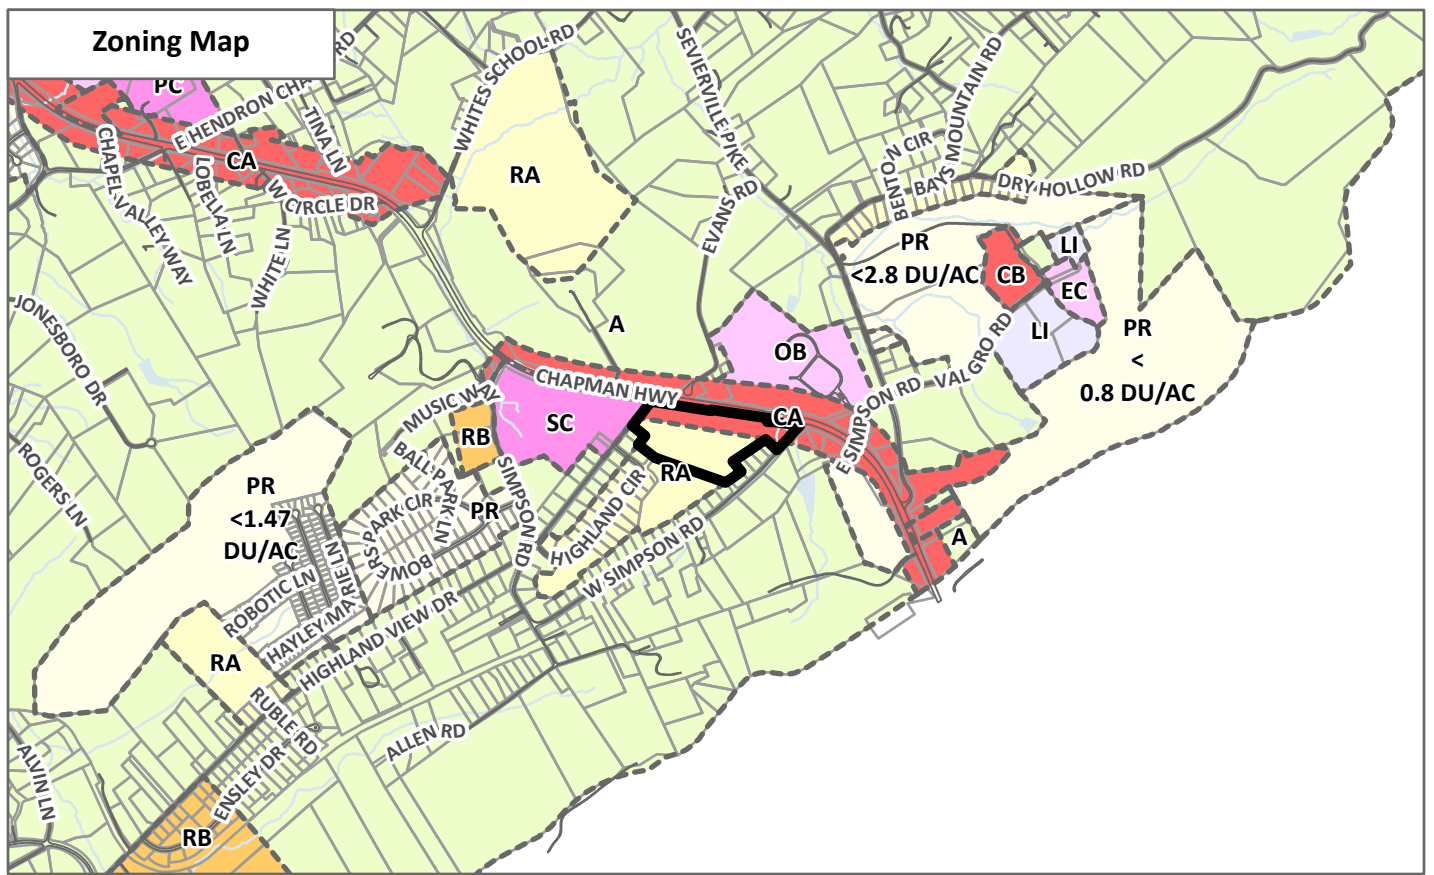 Zoning Map
PC
E HENDRON CHA
RD
WHITES SCHOOL RD
SEVIERVILLE PIKE
BAYS MOUNTAIN RD
BENTON CIR
DRY HOLLOW RD
TINA LN
CA
CHAPEL VALLEY WAY
LOBELIA LN
W CIRCLE DR
WHITE LN
RA
EVANS RD
PR
<2.8 DU/AC
CB
LI
EC
LI
PR
<
0.8 DU/AC
JONESBORO DR
A
OB
VALGRO RD
E SIMPSON RD
CHAPMAN HWY
CA
MUSIC WAY
SC
RB
RA
ROGERS LN
BALL PARK LN
SIMPSON RD
PR
<1.47
DU/AC
PR
BOWERS PARK CIR
HIGHLAND CIR
W SIMPSON RD
A
ROBOTIC LN
HAYLEY MARIE LN
HIGHLAND VIEW DR
RA
RUBLE RD
ENSLEY DR
ALLEN RD
ALVIN LN
RB